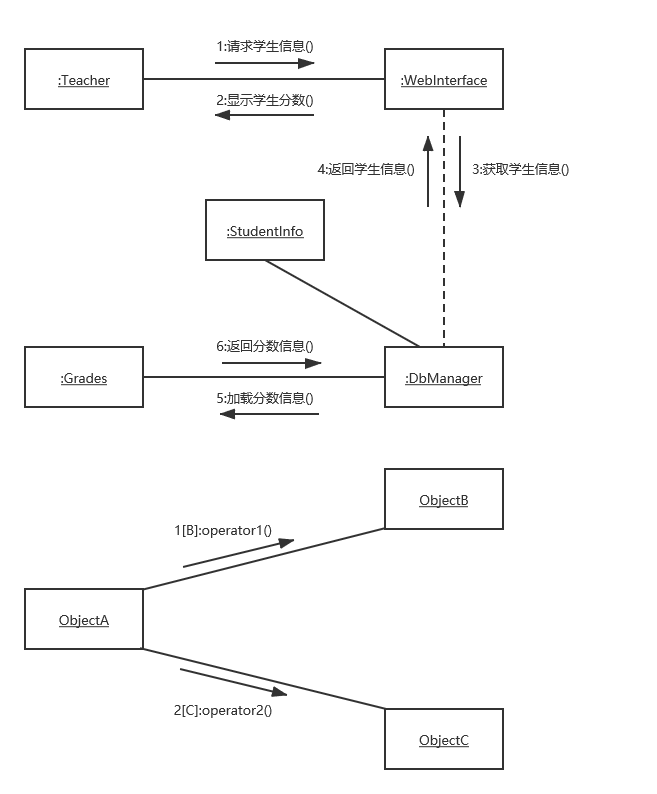 1:请求学生信息()
:Teacher
:WebInterface
2:显示学生分数()
4:返回学生信息()
3:获取学生信息()
:StudentInfo
6:返回分数信息()
:Grades
:DbManager
5:加载分数信息()
ObjectB
1[B]:operator1()
ObjectA
2[C]:operator2()
ObjectC